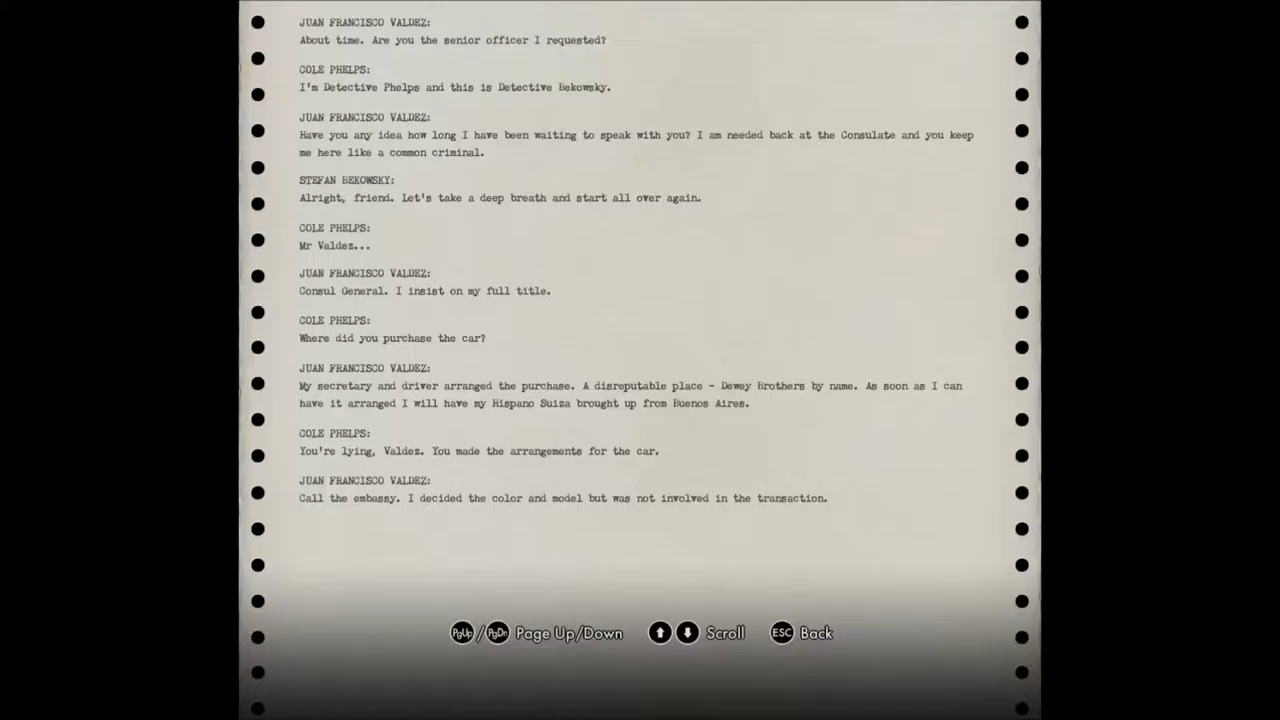 JUAN FRANCISCO VALDEZ:
About time. Are you the senior officer I requested?
COLE PHELPS:
I'm Detective Phelps and this is Detective Bekowsky.
JUAN FRANCISCO VALDEZ:
Have you any idea how long I have been waiting to speak with you? I am needed back at the Consulate and you keep
me here like a common criminal.
STEFAN BEKOWSKY:
Alright, friend. Let's take a deep breath and start all over again.
COLE PHELPS:
Mr Valdez...
JUAN FRANCISCO VALDEZ:
Consul General. I insist on my full title.
COLE PHELPS:
Where did you purchase the car?
JUAN FRANCISCO VALDEZ:
My secretary and driver arranged the purchase. A disreputable place - Dewey Brothers by name. As soon as I can
have it arranged I will have my Hispano Suiza brought up from Buenos Aires.
COLE PHELPS:
You're lying, Valdez. You made the arrangements for the car.
JUAN FRANCISCO VALDEZ:
Call the embassy. I decided the color and model but was not involved in the transaction.
PgUp/PgDn Page Up/Down Scroll ESC Back